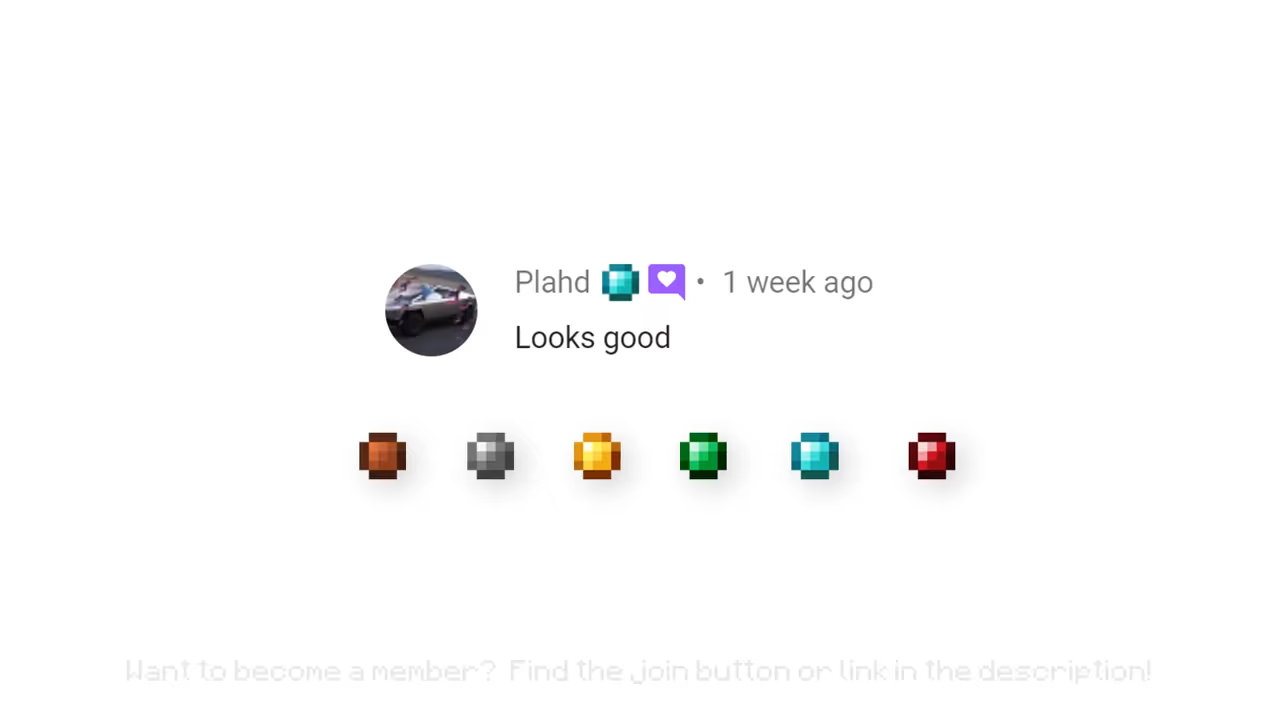 Plahd • 1 week ago
Looks good
Want to become a member? Find the join button or link in the description!